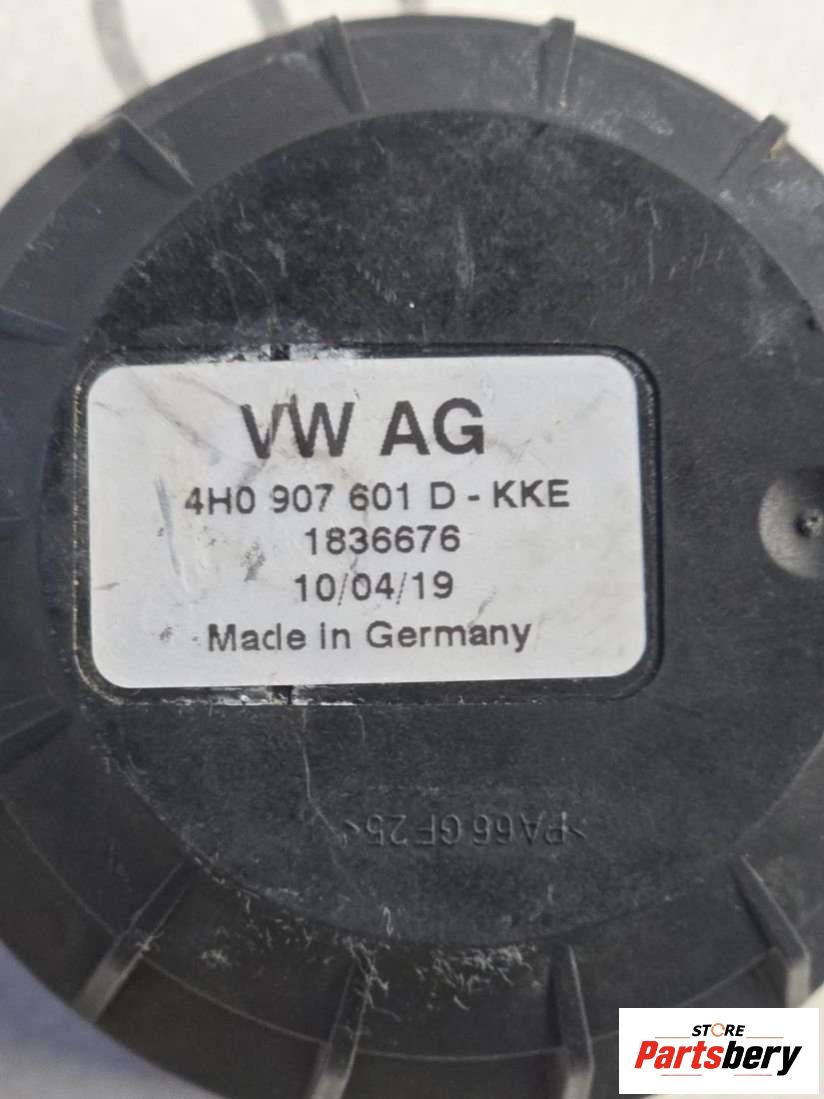 VW AG
4H0 907 601 D - KKE
1836676
10/04/19
Made in Germany
>PA66 GF25<
STORE
Partsbery